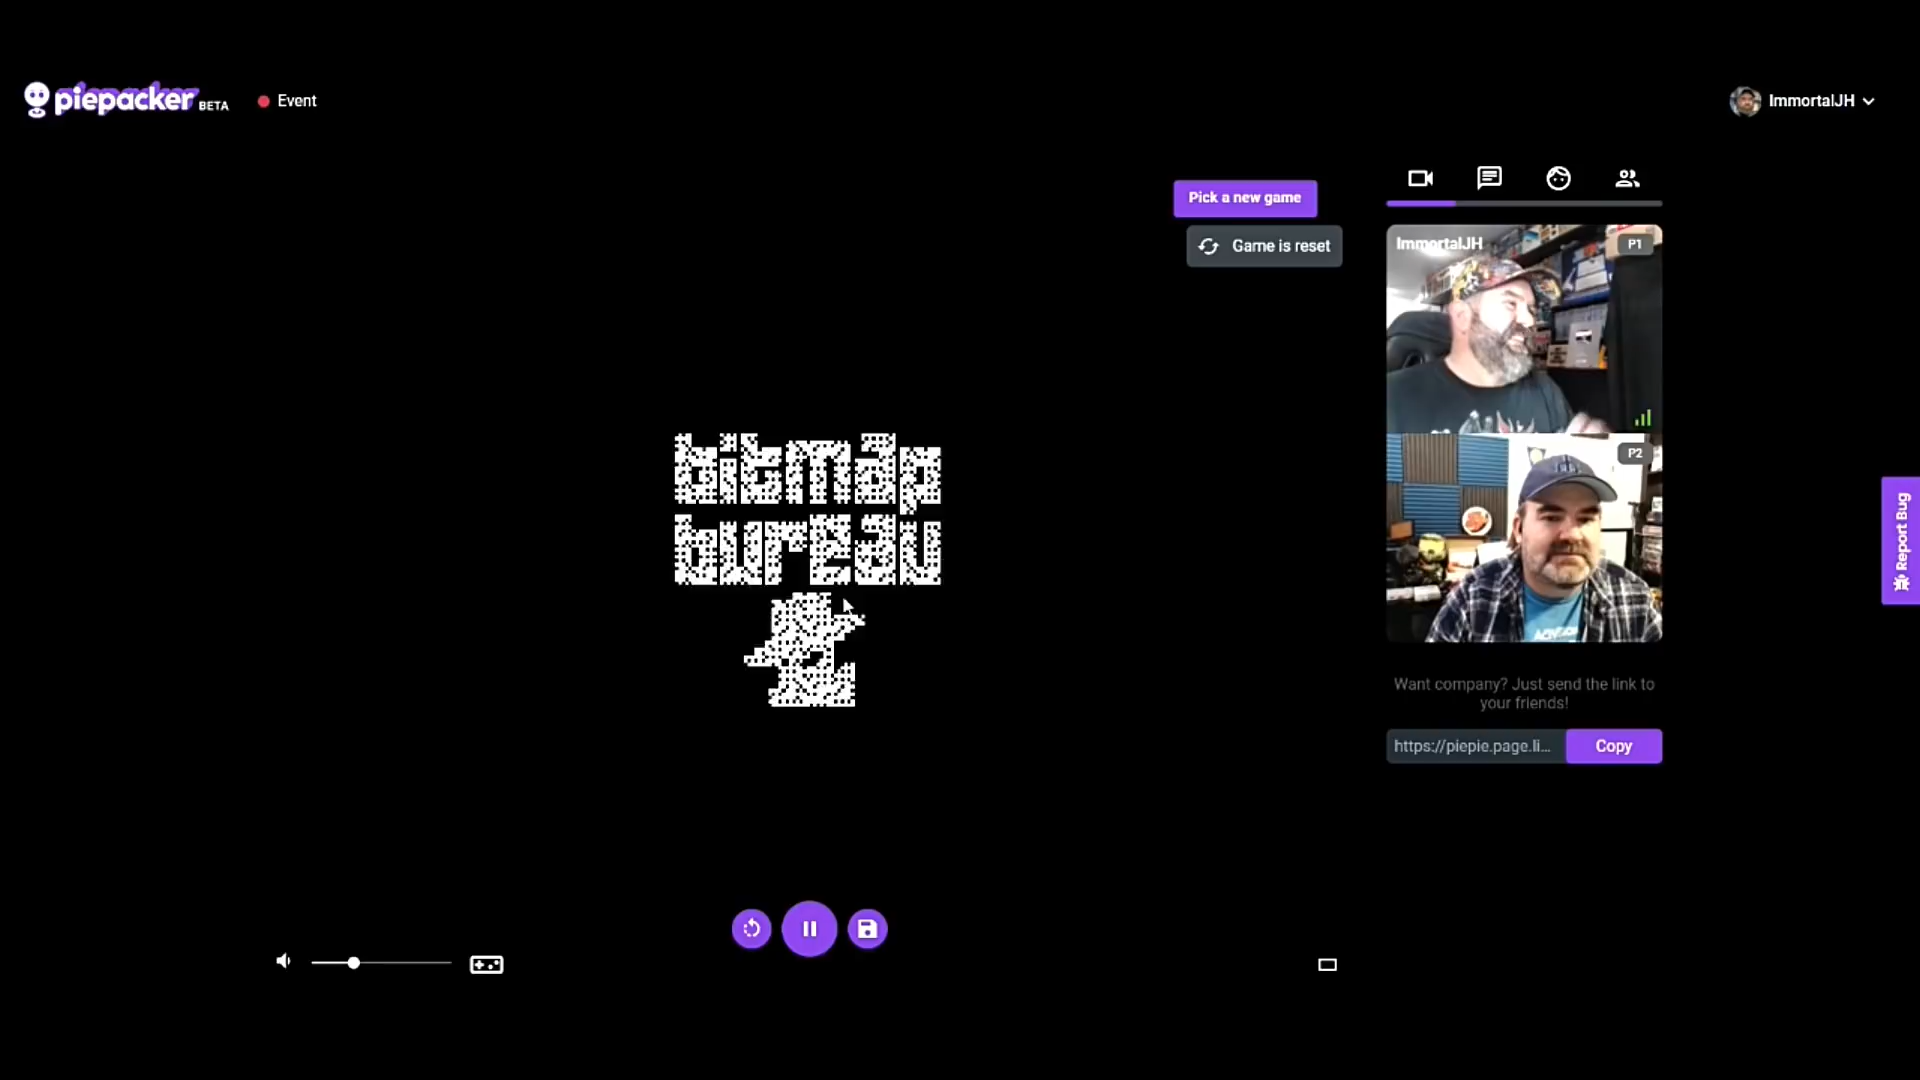 piepacker BETA
Event
ImmortalJH
Pick a new game
Game is reset
ImmortalJH
P1
P2
bitmap
bureau
Want company? Just send the link to
your friends!
https://piepie.page.li...
Copy
Report Bug